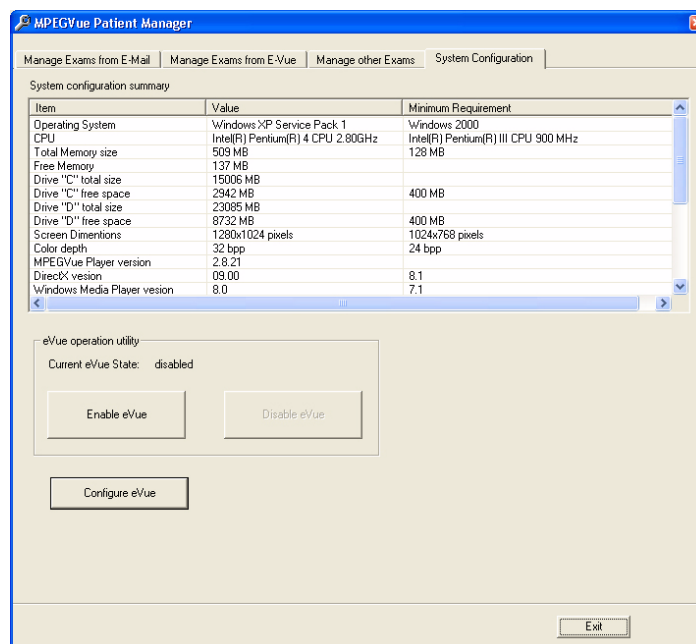 MPEGVue Patient Manager
Manage Exams from E-Mail Manage Exams from E-Vue Manage other Exams System Configuration
System configuration summary
Item Value Minimum Requirement
Operating System Windows XP Service Pack 1 Windows 2000
CPU Intel(R) Pentium(R) 4 CPU 2.80GHz Intel(R) Pentium(R) III CPU 900 MHz
Total Memory size 509 MB 128 MB
Free Memory 137 MB
Drive "C" total size 15006 MB
Drive "C" free space 2942 MB 400 MB
Drive "D" total size 23085 MB
Drive "D" free space 8732 MB 400 MB
Screen Dimentions 1280x1024 pixels 1024x768 pixels
Color depth 32 bpp 24 bpp
MPEGVue Player version 2.8.21
DirectX vesion 09.00 8.1
Windows Media Player vesion 8.0 7.1
eVue operation utility
Current eVue State: disabled
Enable eVue Disable eVue
Configure eVue
Exit